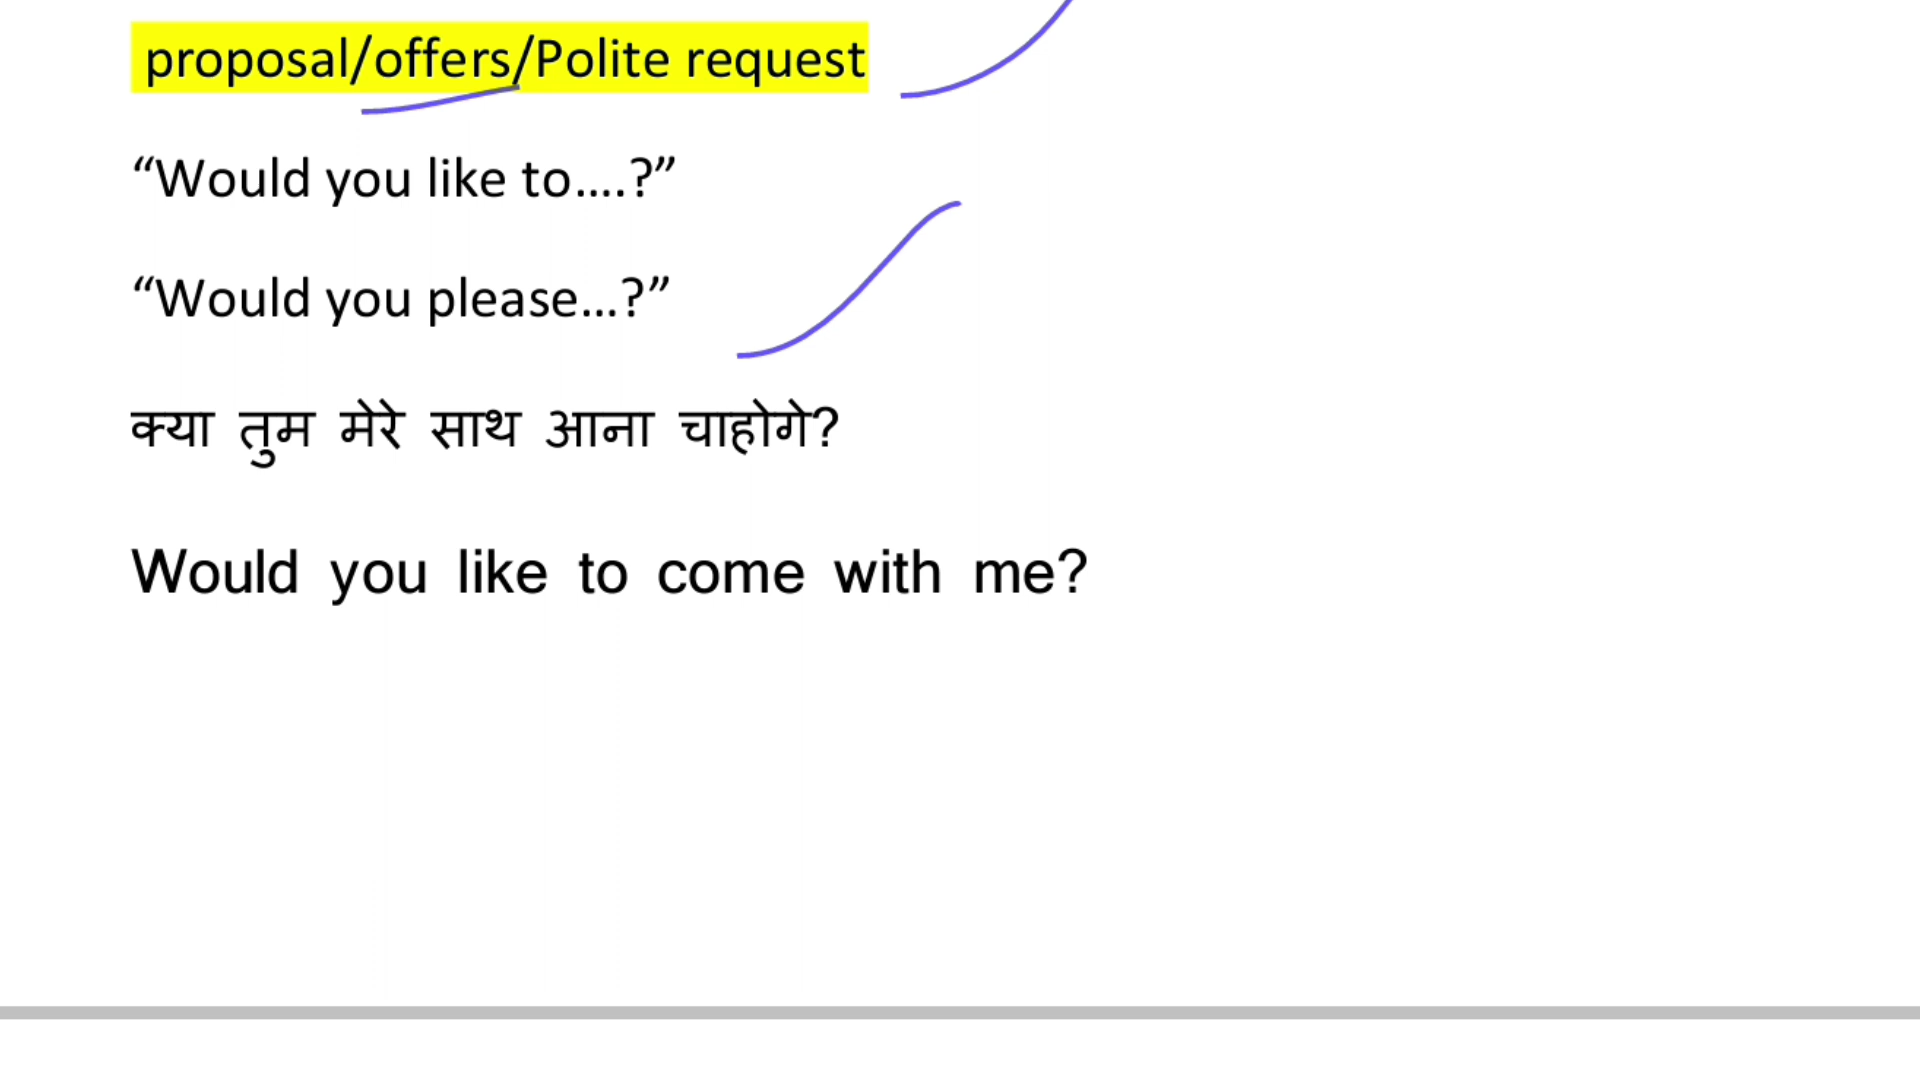 proposal/offers/Polite request
“Would you like to....?”
“Would you please...?”
क्या तुम मेरे साथ आना चाहोगे?
Would you like to come with me?